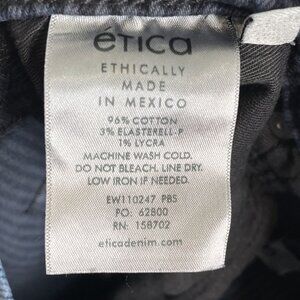 ética
ETHICALLY
MADE
IN MEXICO
96% COTTON
3% ELASTERELL-P
1% LYCRA
MACHINE WASH COLD.
DO NOT BLEACH. LINE DRY.
LOW IRON IF NEEDED.
EW110247 PBS
PO: 62800
RN: 158702
eticadenim.com